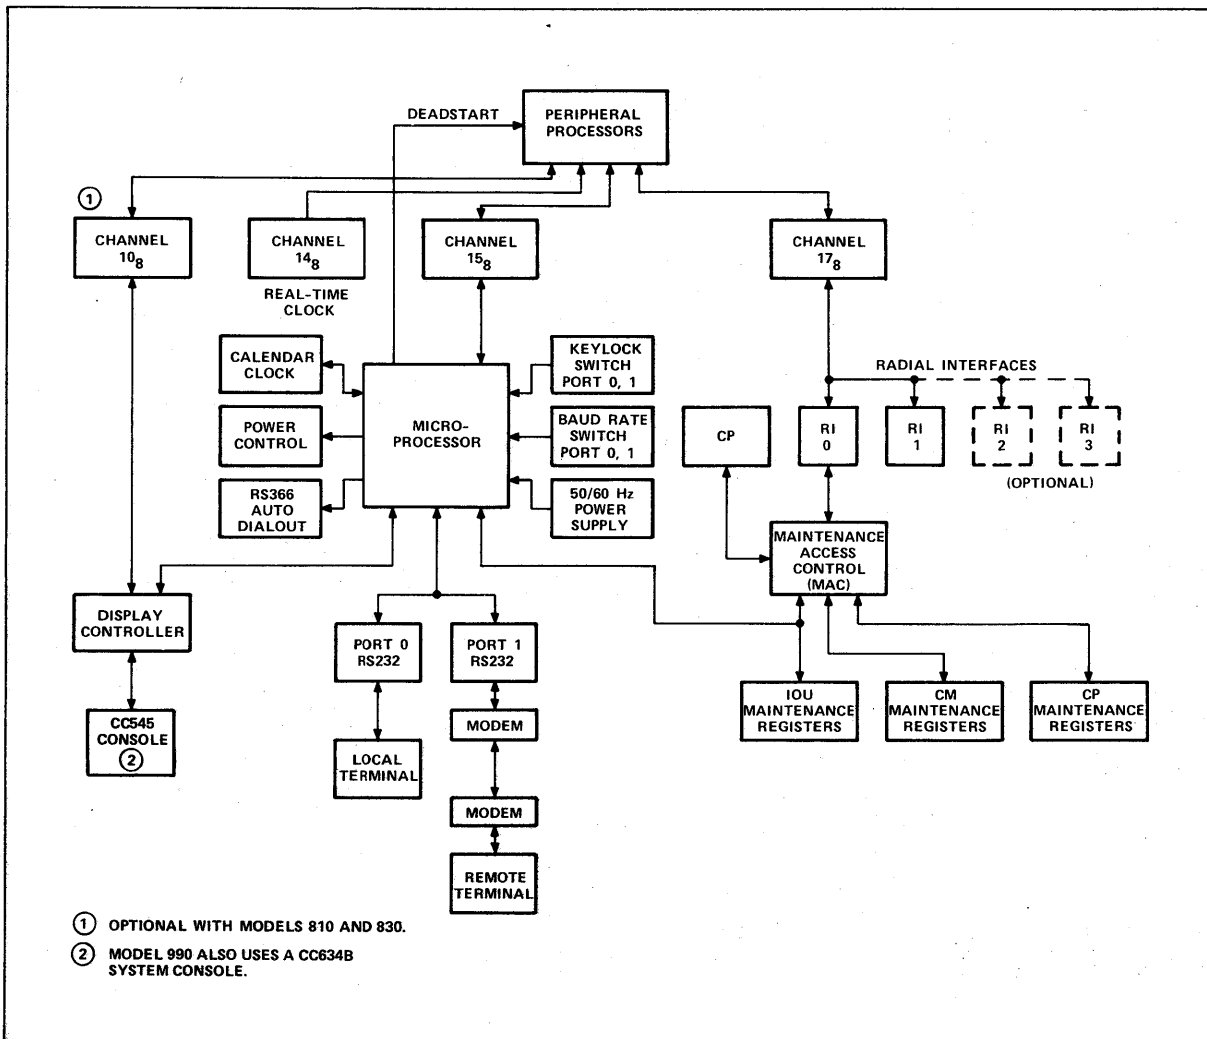 DEADSTART
PERIPHERAL
PROCESSORS
1
CHANNEL
10₈
CHANNEL
14₈
CHANNEL
15₈
CHANNEL
17₈
REAL-TIME
CLOCK
CALENDAR
CLOCK
POWER
CONTROL
RS366
AUTO
DIALOUT
MICRO-
PROCESSOR
KEYLOCK
SWITCH
PORT 0, 1
BAUD RATE
SWITCH
PORT 0, 1
50/60 Hz
POWER
SUPPLY
RADIAL INTERFACES
CP
RI
0
RI
1
RI
2
RI
3
(OPTIONAL)
MAINTENANCE
ACCESS
CONTROL
(MAC)
DISPLAY
CONTROLLER
PORT 0
RS232
PORT 1
RS232
IOU
MAINTENANCE
REGISTERS
CM
MAINTENANCE
REGISTERS
CP
MAINTENANCE
REGISTERS
CC545
CONSOLE
2
MODEM
LOCAL
TERMINAL
MODEM
REMOTE
TERMINAL
1 OPTIONAL WITH MODELS 810 AND 830.
2 MODEL 990 ALSO USES A CC634B
SYSTEM CONSOLE.